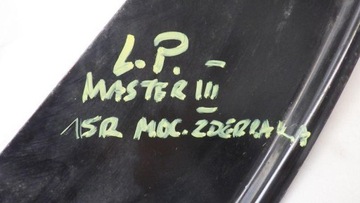 L.P. –
MASTER III
15R MOC. ZDERZAKA